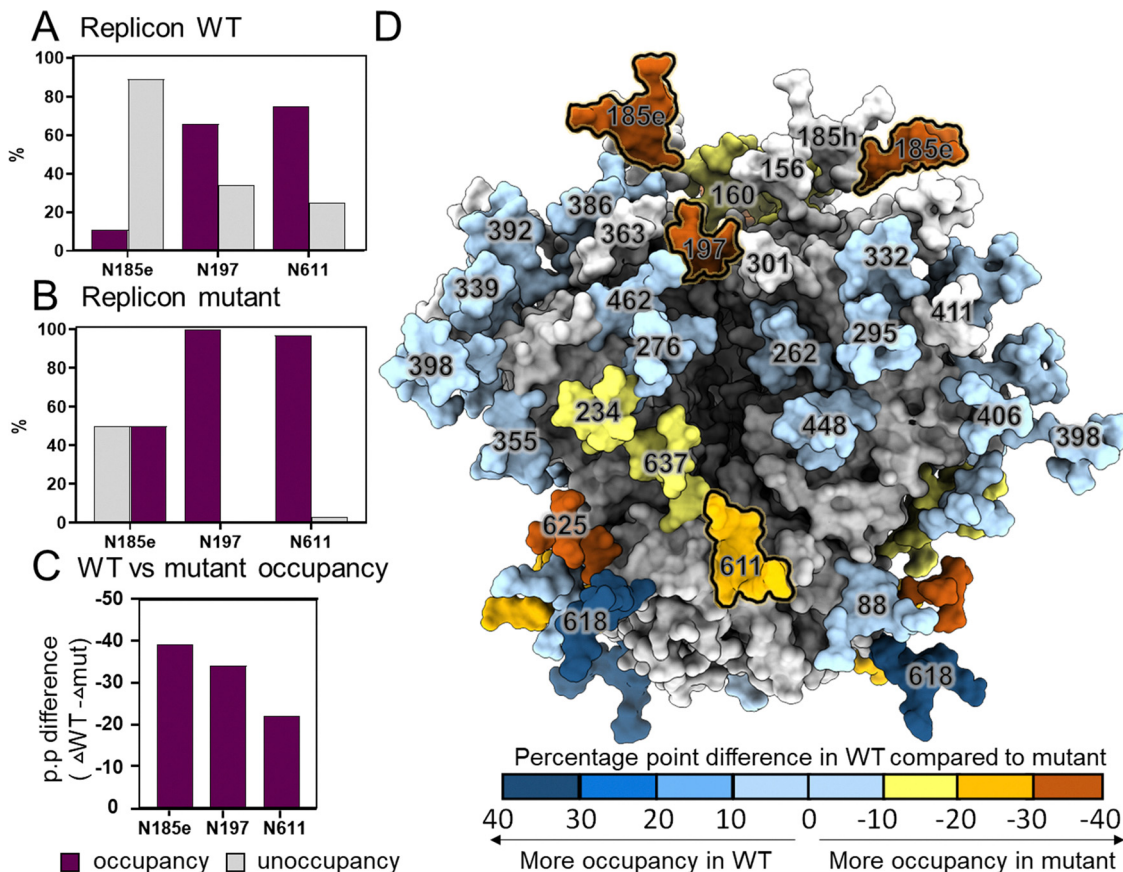 A Replicon WT
100
80
60
40
20
0
%
N185e N197 N611
B Replicon mutant
100
80
60
40
20
0
%
N185e N197 N611
C WT vs mutant occupancy
-50
-40
-30
-20
-10
0
p.p difference
( ΔWT -Δmut)
N185e N197 N611
occupancy unoccupancy
D
185e
185h
185e
156
160
386
392
363
197
301
332
339
462
411
276
262
295
398
234
448
406
398
355
637
625
611
618
88
618
Percentage point difference in WT compared to mutant
40 30 20 10 0 -10 -20 -30 -40
More occupancy in WT More occupancy in mutant